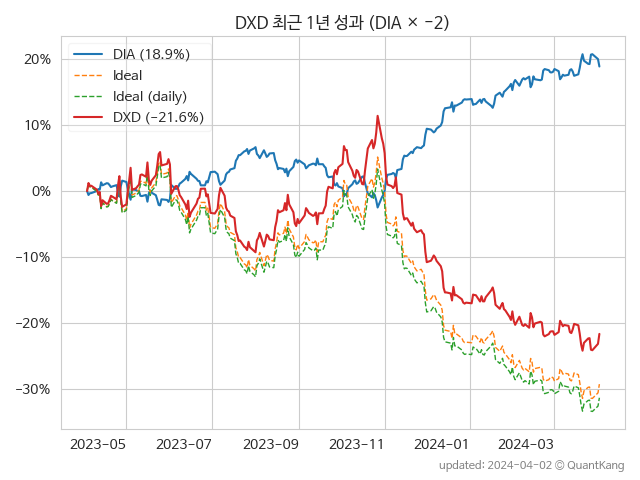 DXD 최근 1년 성과 (DIA × −2)
20%
10%
0%
−10%
−20%
−30%
DIA (18.9%)
Ideal
Ideal (daily)
DXD (−21.6%)
2023-05
2023-07
2023-09
2023-11
2024-01
2024-03
updated: 2024-04-02 ⓒ QuantKang